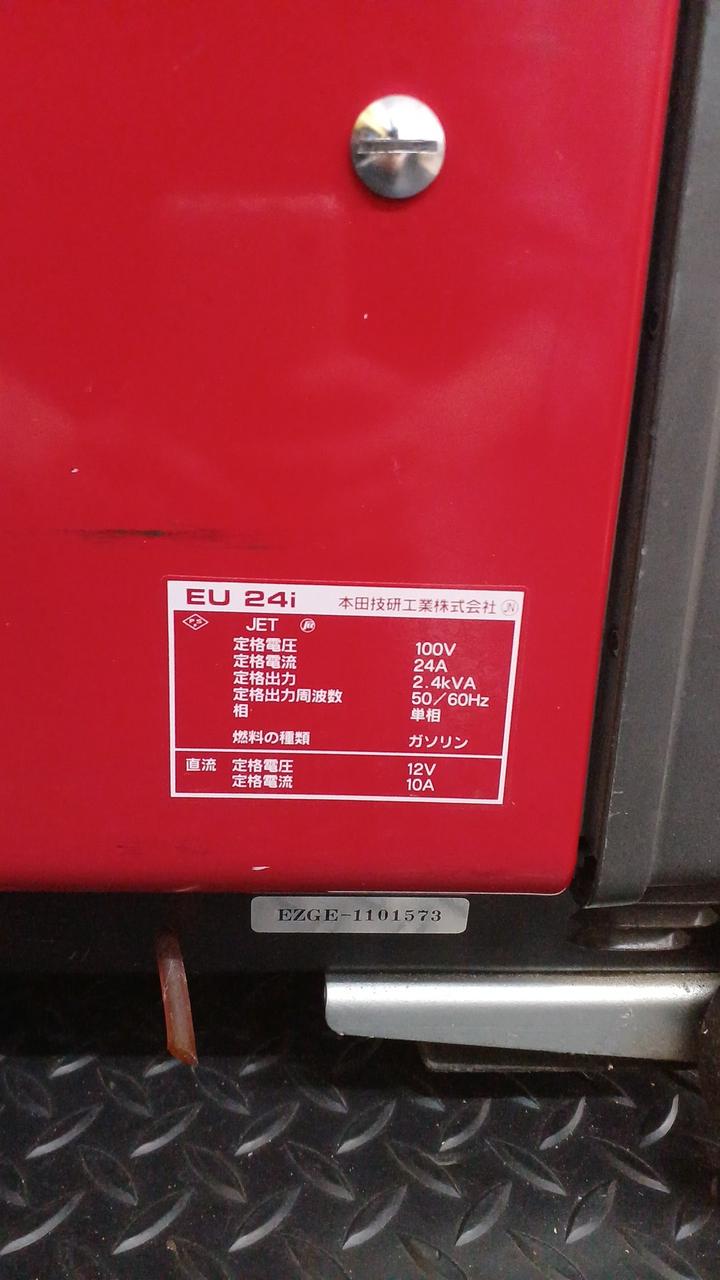 EU 24i 本田技研工業株式会社 JN
PS E JET JET
定格電圧 100V
定格電流 24A
定格出力 2.4kVA
定格出力周波数 50／60Hz
相 単相
燃料の種類 ガソリン
直流 定格電圧 12V
定格電流 10A
EZGE-1101573